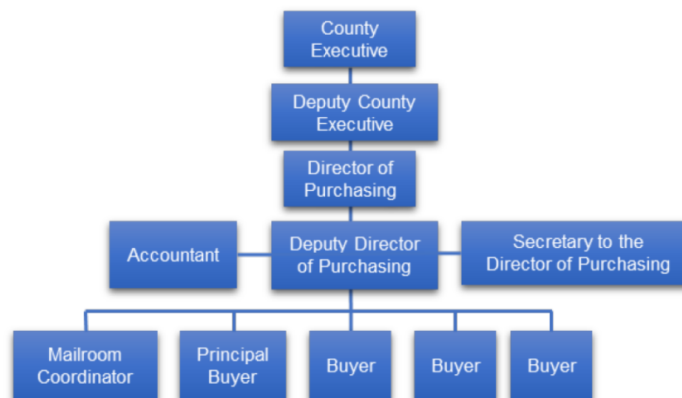 County
Executive
Deputy County
Executive
Director of
Purchasing
Accountant
Deputy Director
of Purchasing
Secretary to the
Director of Purchasing
Mailroom
Coordinator
Principal
Buyer
Buyer
Buyer
Buyer